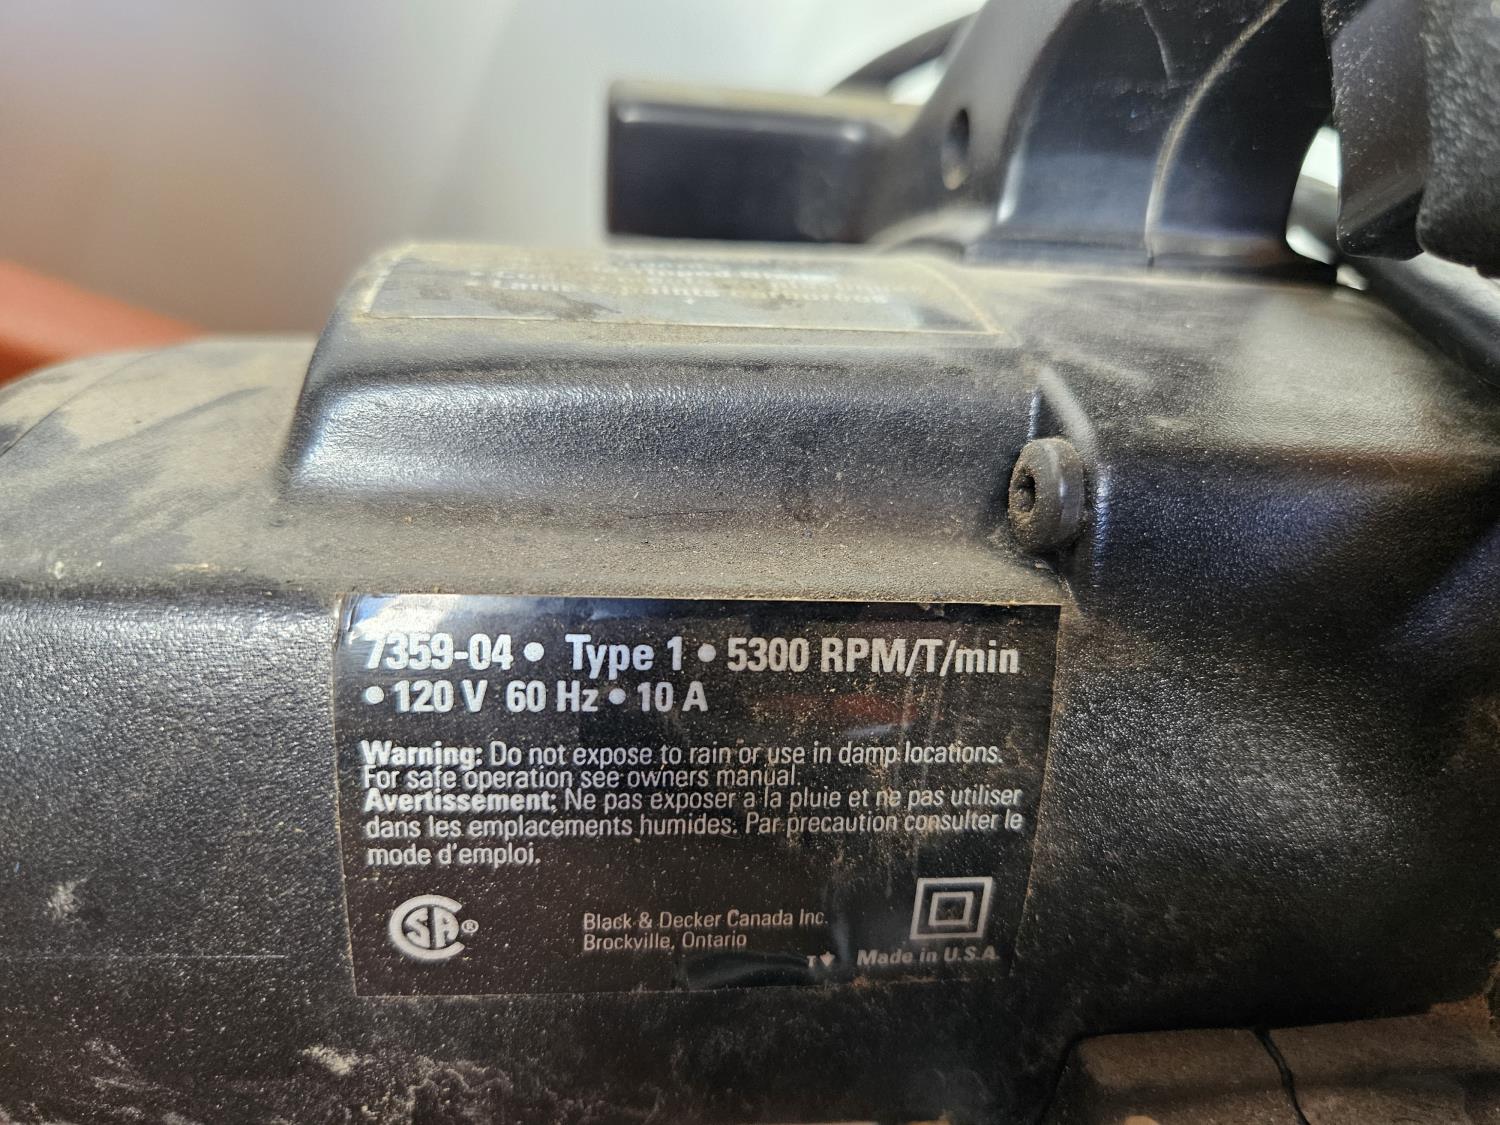 7359-04 • Type 1 • 5300 RPM/T/min
• 120 V 60 Hz • 10 A
Warning: Do not expose to rain or use in damp locations.
For safe operation see owners manual.
Avertissement: Ne pas exposer a la pluie et ne pas utiliser
dans les emplacements humides. Par precaution consulter le
mode d'emploi.
SA®
Black & Decker Canada Inc.
Brockville, Ontario
T Made in U.S.A